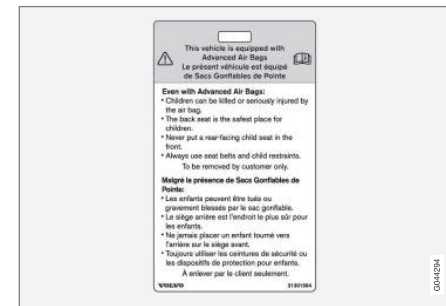 This vehicle is equipped with
Advanced Air Bags
Le présent véhicule est équipé
de Sacs Gonflables de Pointe
Even with Advanced Air Bags:
* Children can be killed or seriously injured by
the air bag.
* The back seat is the safest place for
children.
* Never put a rear-facing child seat in the
front.
* Always use seat belts and child restraints.
To be removed by customer only.
Malgré la présence de Sacs Gonflables de
Pointe:
* Les enfants peuvent être tués ou
gravement blessés par le sac gonflable.
* Le siège arrière est l'endroit le plus sûr pour
les enfants.
* Ne jamais placer un enfant tourné vers
l'arrière sur le siège avant.
* Toujours utiliser les ceintures de sécurité ou
les dispositifs de protection pour enfants.
À enlever par le client seulement.
VOLVO 31301564
G044294